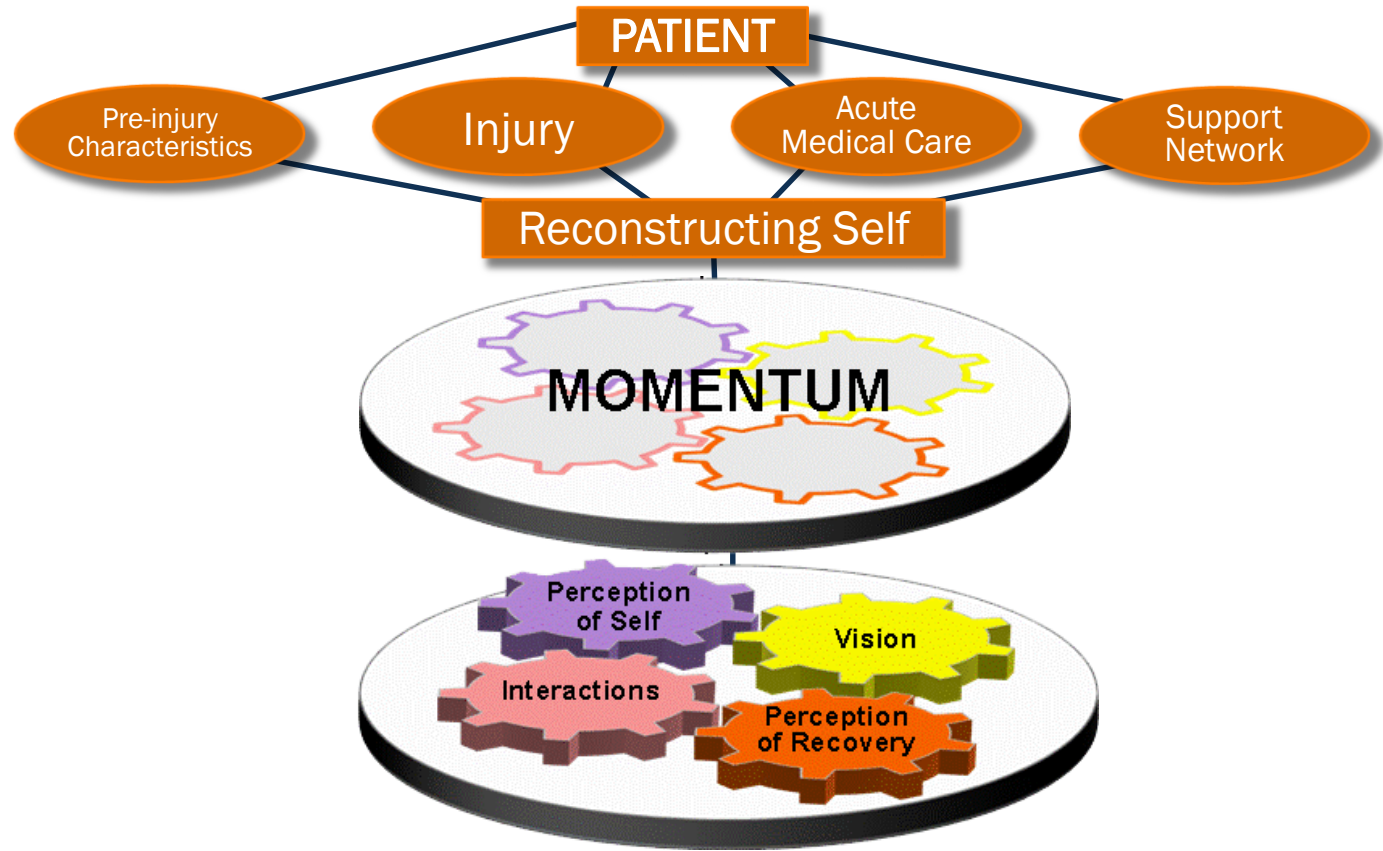 PATIENT
Pre-injury
Characteristics
Injury
Acute
Medical Care
Support
Network
Reconstructing Self
MOMENTUM
Perception
of Self
Vision
Interactions
Perception
of Recovery